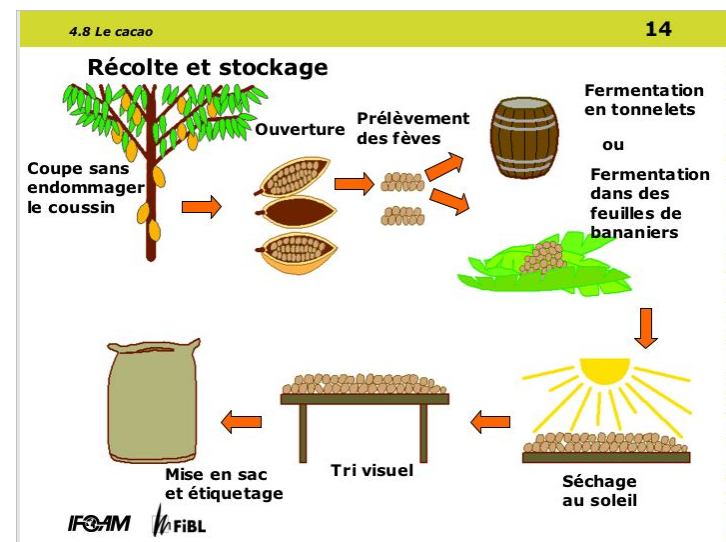 4.8 Le cacao
14
Récolte et stockage
Coupe sans
endommager
le coussin
Ouverture
Prélèvement
des fèves
Fermentation
en tonnelets
ou
Fermentation
dans des
feuilles de
bananiers
Séchage
au soleil
Tri visuel
Mise en sac
et étiquetage
IFOAM
FiBL